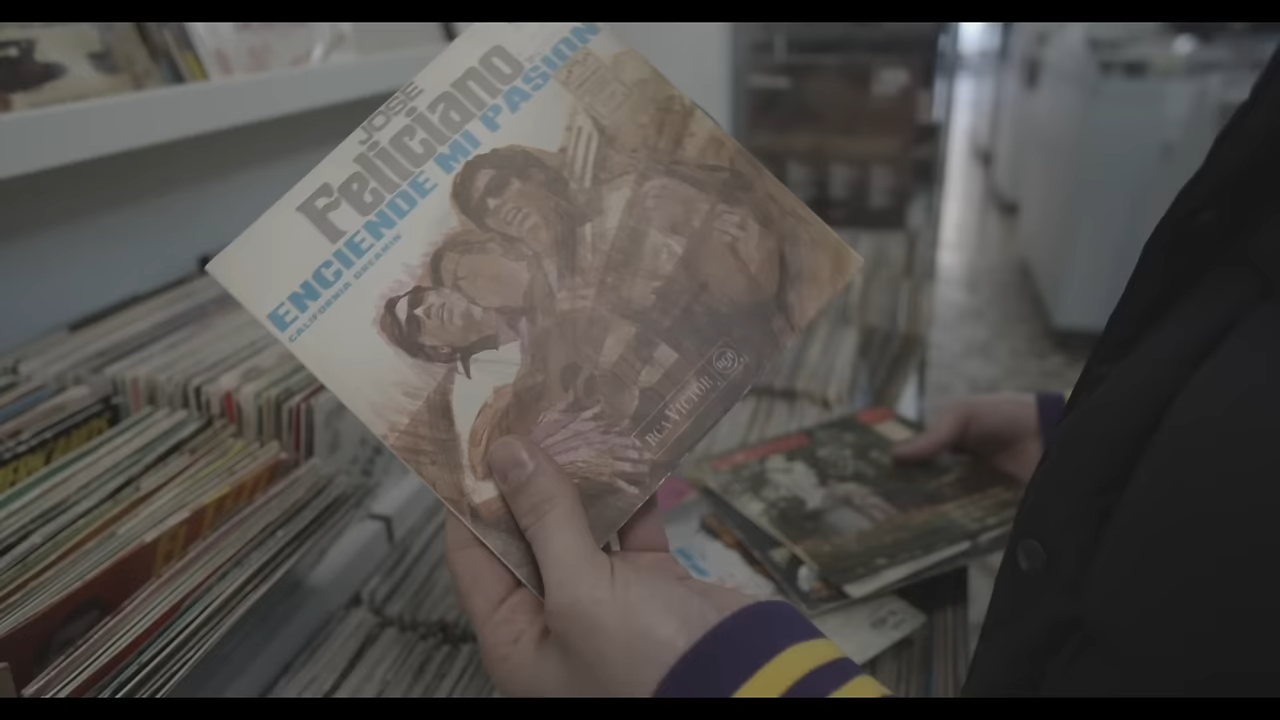 JOSE
Feliciano
ENCIENDE MI PASION
CALIFORNIA DREAMIN
RCA VICTOR
RCA